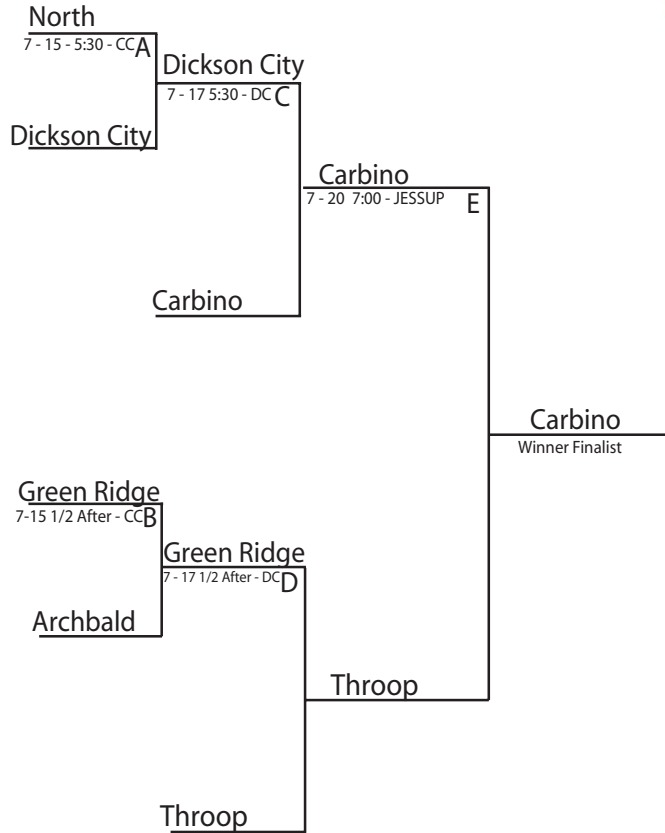 North
7 - 15 - 5:30 - CC A
Dickson City
7 - 17 5:30 - DC C
Dickson City
Carbino
7 - 20 7:00 - JESSUP E
Carbino
Carbino
Winner Finalist
Green Ridge
7-15 1/2 After - CC B
Green Ridge
7 - 17 1/2 After - DC D
Archbald
Throop
Throop